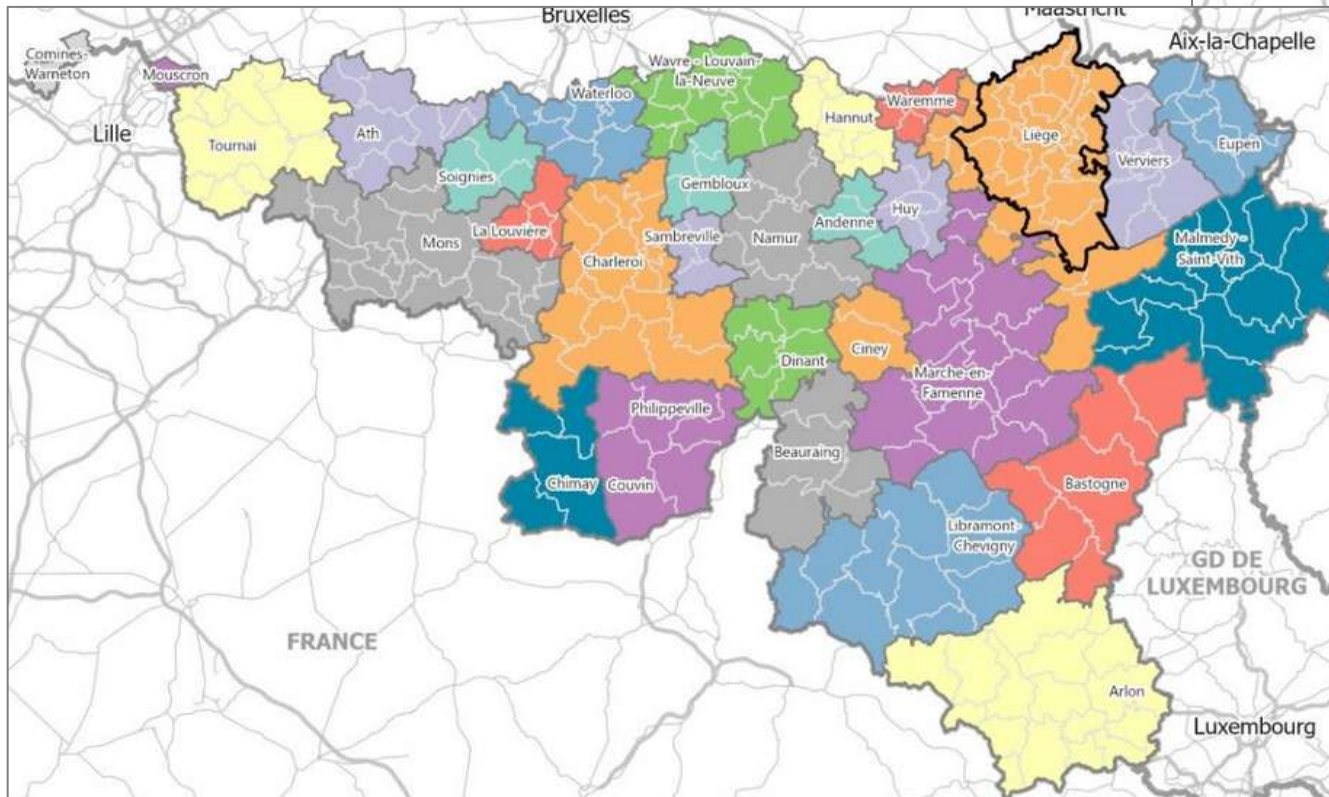 Bruxelles
Maastricht
Aix-la-Chapelle
Comines-
Warneton
Mouscron
Lille
Tournai
Ath
Waterloo
Wavre - Louvain-
la-Neuve
Hannut
Waremme
Liège
Verviers
Eupen
Soignies
Gembloux
Andenne
Huy
Mons
La Louvière
Charleroi
Sambreville
Namur
Malmedy -
Saint-Vith
Dinant
Ciney
Marche-en-
Famenne
Philippeville
Chimay
Couvin
Beauraing
Bastogne
Libramont-
Chevigny
GD DE
LUXEMBOURG
FRANCE
Arlon
Luxembourg